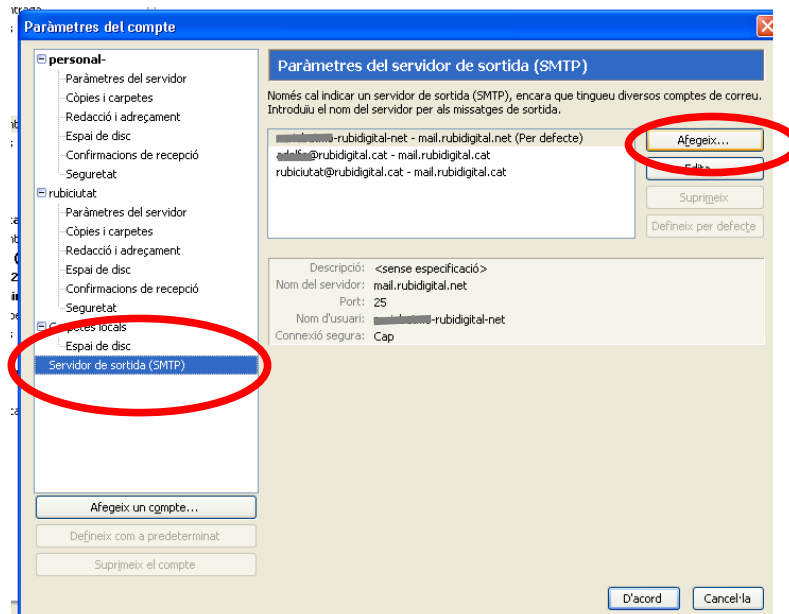 Paràmetres del compte
personal-
Paràmetres del servidor
Còpies i carpetes
Redacció i adreçament
Espai de disc
Confirmacions de recepció
Seguretat
rubiciutat
Paràmetres del servidor
Còpies i carpetes
Redacció i adreçament
Espai de disc
Confirmacions de recepció
Seguretat
Carpetes locals
Espai de disc
Servidor de sortida (SMTP)
Afegeix un compte...
Defineix com a predeterminat
Suprimeix el compte
Paràmetres del servidor de sortida (SMTP)
Només cal indicar un servidor de sortida (SMTP), encara que tingueu diversos comptes de correu.
Introduïu el nom del servidor per als missatges de sortida.
-rubidigital-net - mail.rubidigital.net (Per defecte)
@rubidigital.cat - mail.rubidigital.cat
rubiciutat@rubidigital.cat - mail.rubidigital.cat
Afegeix...
Edita...
Suprimeix
Defineix per defecte
Descripció: <sense especificació>
Nom del servidor: mail.rubidigital.net
Port: 25
Nom d'usuari: -rubidigital-net
Connexió segura: Cap
D'acord
Cancel·la